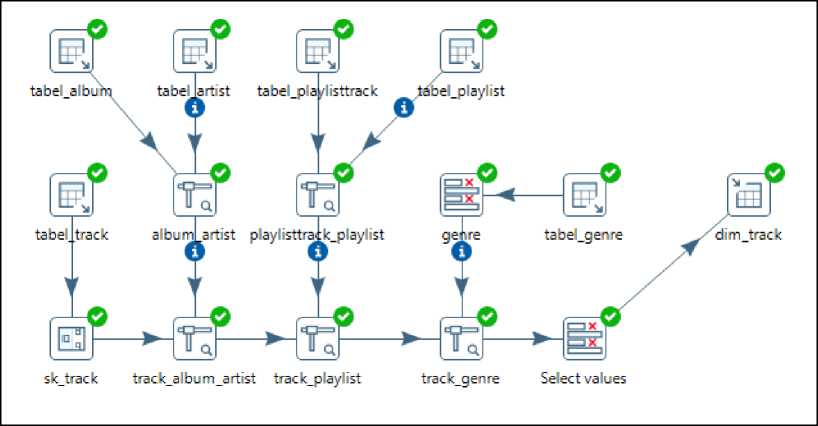 tabel_album tabel_artist tabel_playlisttrack tabel_playlist
tabel_track album_artist playlisttrack_playlist genre tabel_genre dim_track
sk_track track_album_artist track_playlist track_genre Select values